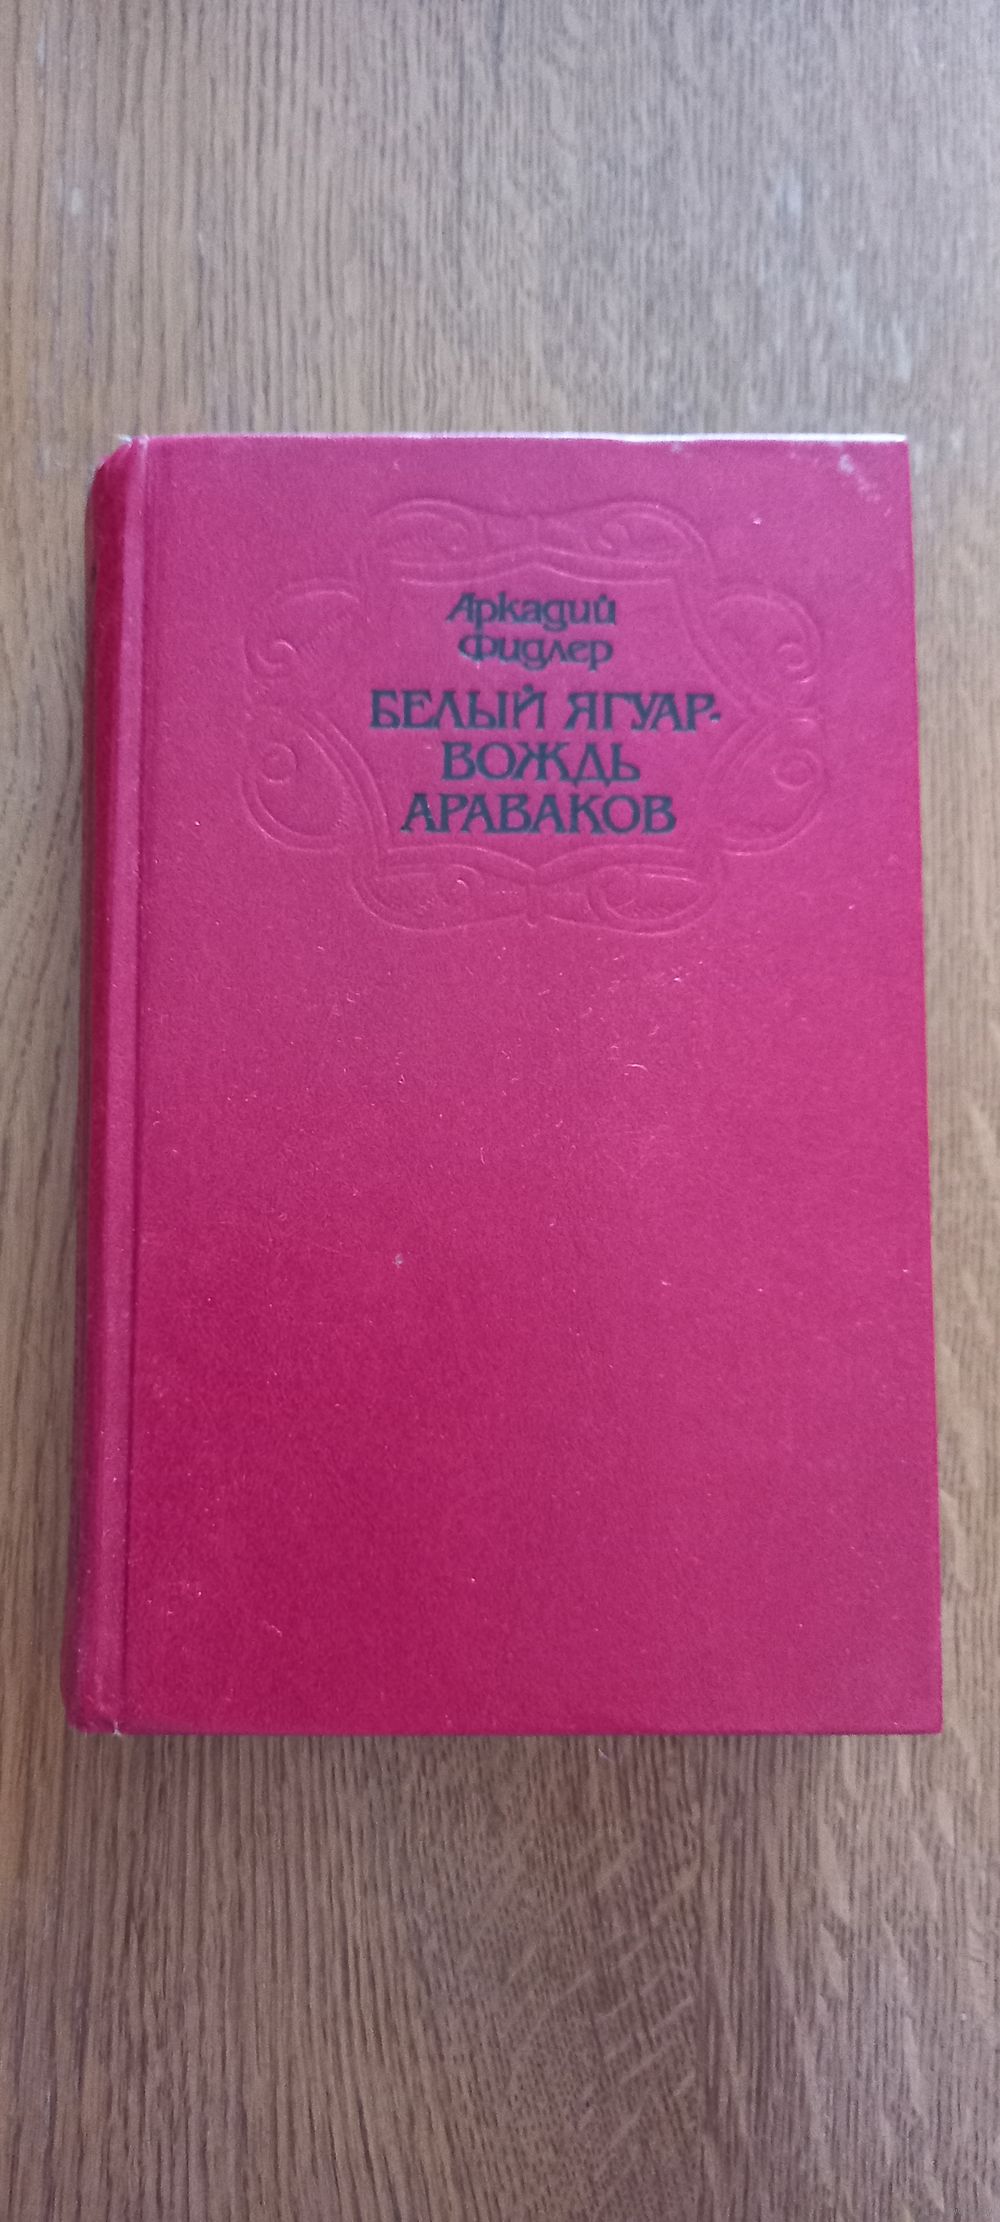 Аркадий
Фидлер
БЕЛЫЙ ЯГУАР-
ВОЖДЬ
АРАВАКОВ